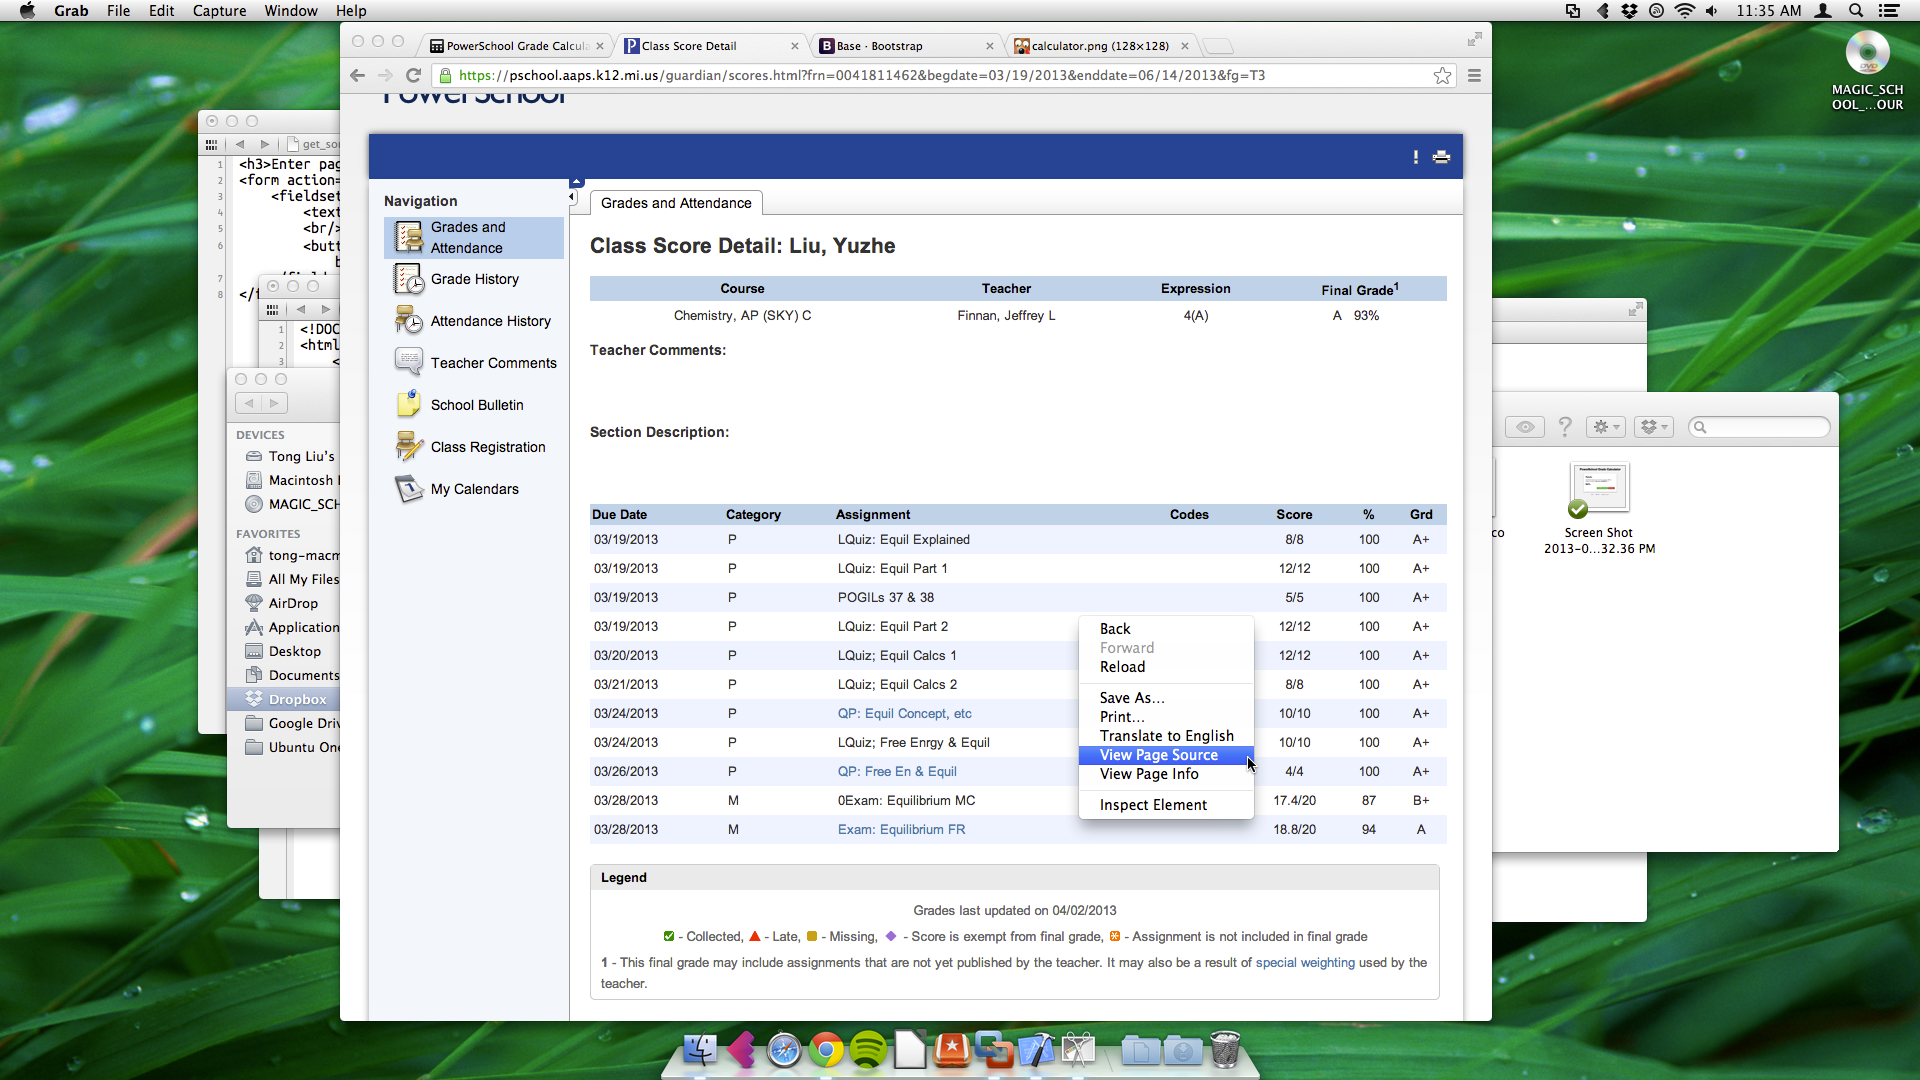 Grab File Edit Capture Window Help 11:35 AM
PowerSchool Grade Calcul Class Score Detail Base · Bootstrap calculator.png (128×128)
https://pschool.aaps.k12.mi.us/guardian/scores.html?frn=0041811462&begdate=03/19/2013&enddate=06/14/2013&fg=T3
MAGIC_SCH
OOL_...OUR
PowerSchool
get_sou
1 <h3>Enter pag
2 <form action=
3 <fieldset
4 <text
5 <br/>
6 <butt
b
7
8 </f
1 <!DOC
2 <html
3 <
DEVICES
Tong Liu's
Macintosh
MAGIC_SCH
FAVORITES
tong-macm
All My Files
AirDrop
Application
Desktop
Documents
Dropbox
Google Driv
Ubuntu One
Navigation
Grades and
Attendance
Grade History
Attendance History
Teacher Comments
School Bulletin
Class Registration
My Calendars
Grades and Attendance
Class Score Detail: Liu, Yuzhe
Course Teacher Expression Final Grade1
Chemistry, AP (SKY) C Finnan, Jeffrey L 4(A) A 93%
Teacher Comments:
Section Description:
Due Date Category Assignment Codes Score % Grd
03/19/2013 P LQuiz: Equil Explained 8/8 100 A+
03/19/2013 P LQuiz: Equil Part 1 12/12 100 A+
03/19/2013 P POGILs 37 & 38 5/5 100 A+
03/19/2013 P LQuiz: Equil Part 2 12/12 100 A+
03/20/2013 P LQuiz; Equil Calcs 1 12/12 100 A+
03/21/2013 P LQuiz; Equil Calcs 2 8/8 100 A+
03/24/2013 P QP: Equil Concept, etc 10/10 100 A+
03/24/2013 P LQuiz; Free Enrgy & Equil 10/10 100 A+
03/26/2013 P QP: Free En & Equil 4/4 100 A+
03/28/2013 M 0Exam: Equilibrium MC 17.4/20 87 B+
03/28/2013 M Exam: Equilibrium FR 18.8/20 94 A
Back
Forward
Reload
Save As...
Print...
Translate to English
View Page Source
View Page Info
Inspect Element
Legend
Grades last updated on 04/02/2013
- Collected, - Late, - Missing, - Score is exempt from final grade, - Assignment is not included in final grade
1 - This final grade may include assignments that are not yet published by the teacher. It may also be a result of special weighting used by the
teacher.
co
Screen Shot
2013-0...32.36 PM